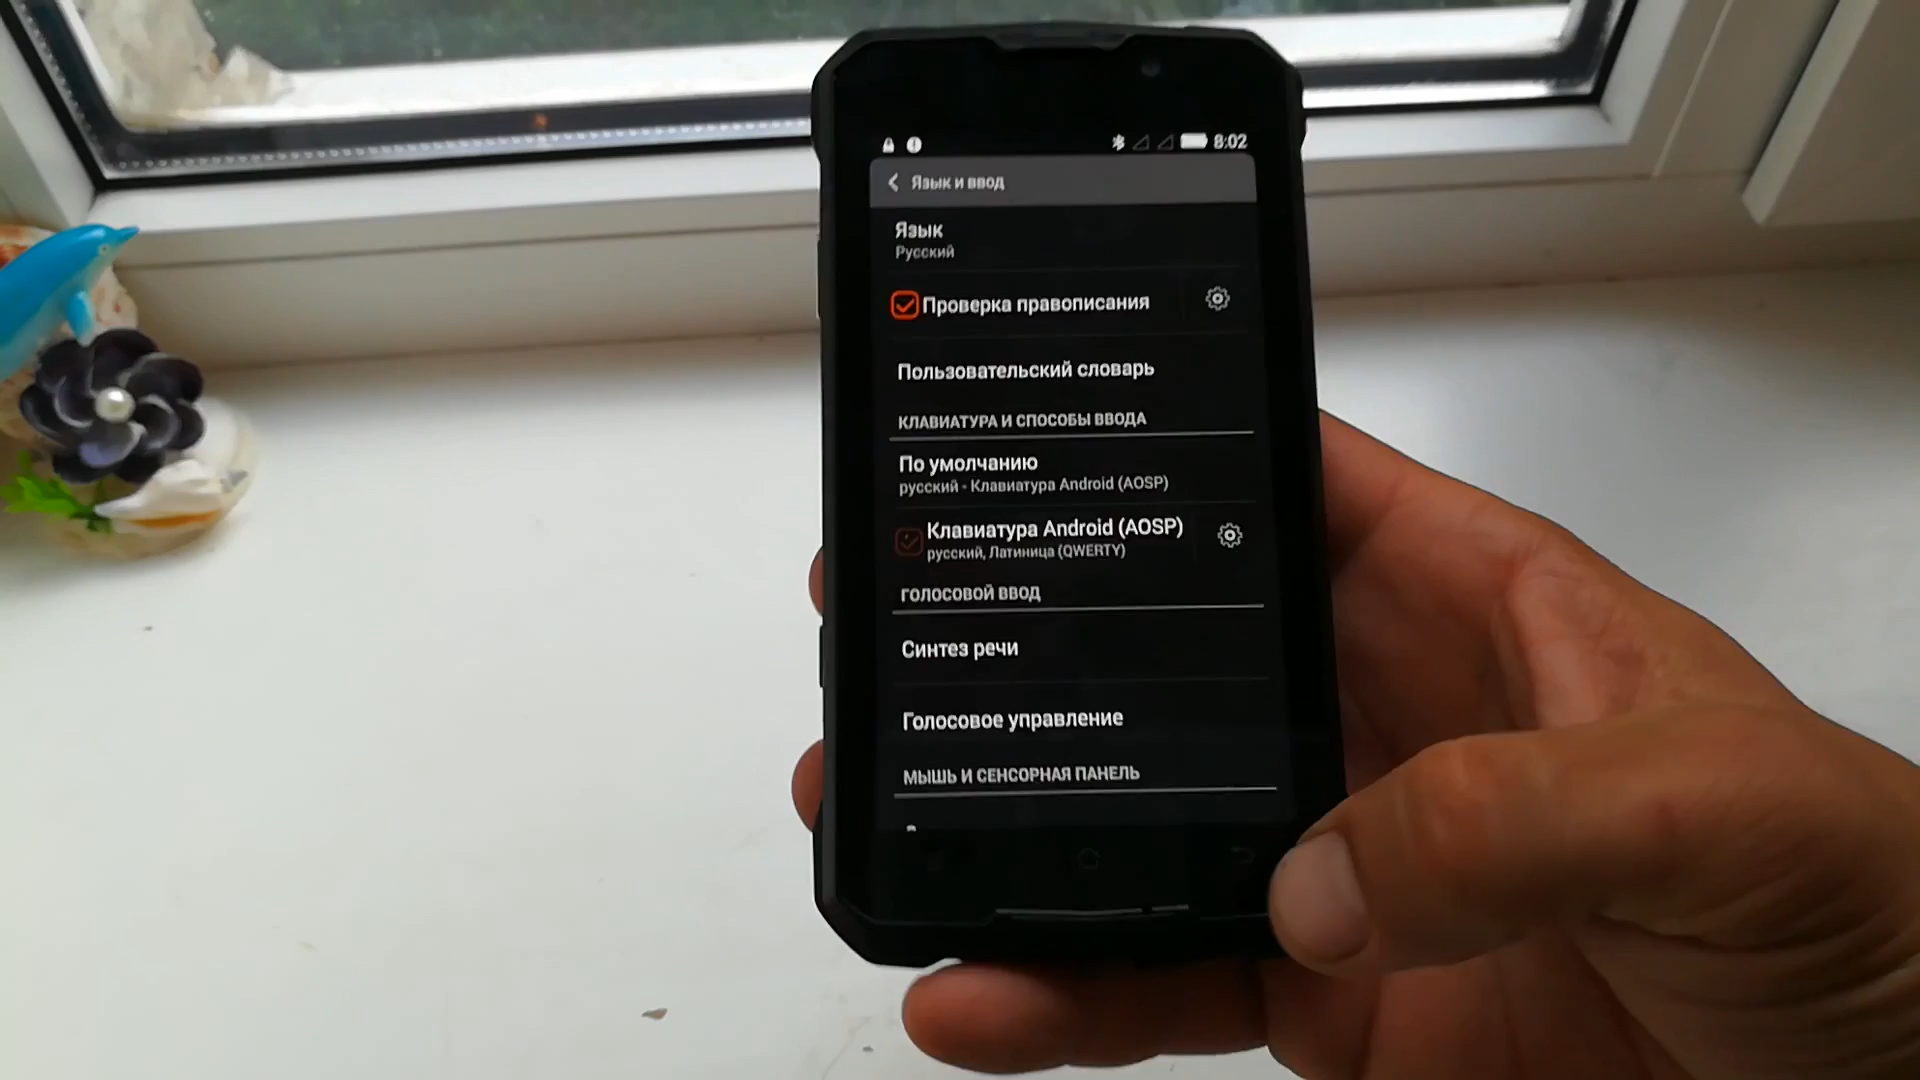 8:02
Язык и ввод
Язык
Русский
Проверка правописания
Пользовательский словарь
КЛАВИАТУРА И СПОСОБЫ ВВОДА
По умолчанию
русский - Клавиатура Android (AOSP)
Клавиатура Android (AOSP)
русский, Латиница (QWERTY)
ГОЛОСОВОЙ ВВОД
Синтез речи
Голосовое управление
МЫШЬ И СЕНСОРНАЯ ПАНЕЛЬ